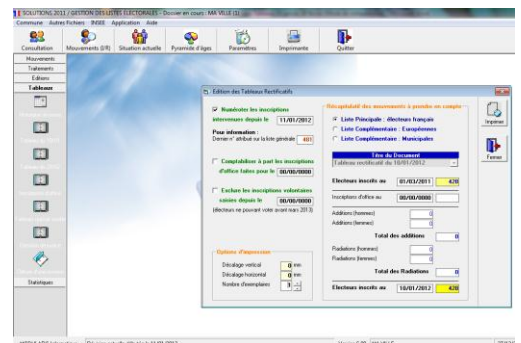 SOLUTIONS 2011 / GESTION DES LISTES ELECTORALES - Dossier en cours : MA VILLE (1)
Commune Autres Fichiers INSEE Application Aide
Consultation Mouvements (I/R) Situation actuelle Pyramide d'âges Paramètres Imprimante Quitter
Mouvements
Traitements
Editions
Tableaux
Statistiques
Edition des Tableaux Rectificatifs
Numéroter les inscriptions
intervenues depuis le 11/01/2012
Pour information :
Dernier n° attribué sur la liste générale 401
Comptabiliser à part les inscriptions
d'office faites pour le 00/00/0000
Exclure les inscriptions volontaires
saisies depuis le 00/00/0000
(électeurs ne pouvant voter avant mars 2013)
Options d'impression
Décalage vertical 0 mm
Décalage horizontal 0 mm
Nombre d'exemplaires 1
Récapitulatif des mouvements à prendre en compte
Liste Principale : électeurs français
Liste Complémentaire : Européennes
Liste Complémentaire : Municipales
Titre du Document
Tableau rectificatif du 10/01/2012
Electeurs inscrits au 01/03/2011 420
Inscriptions d'office au 00/00/0000
Additions (hommes) 0
Additions (femmes) 0
Total des additions 0
Radiations (hommes) 0
Radiations (femmes) 0
Total des Radiations 0
Electeurs inscrits au 10/01/2012 420
Imprimer
Fermer